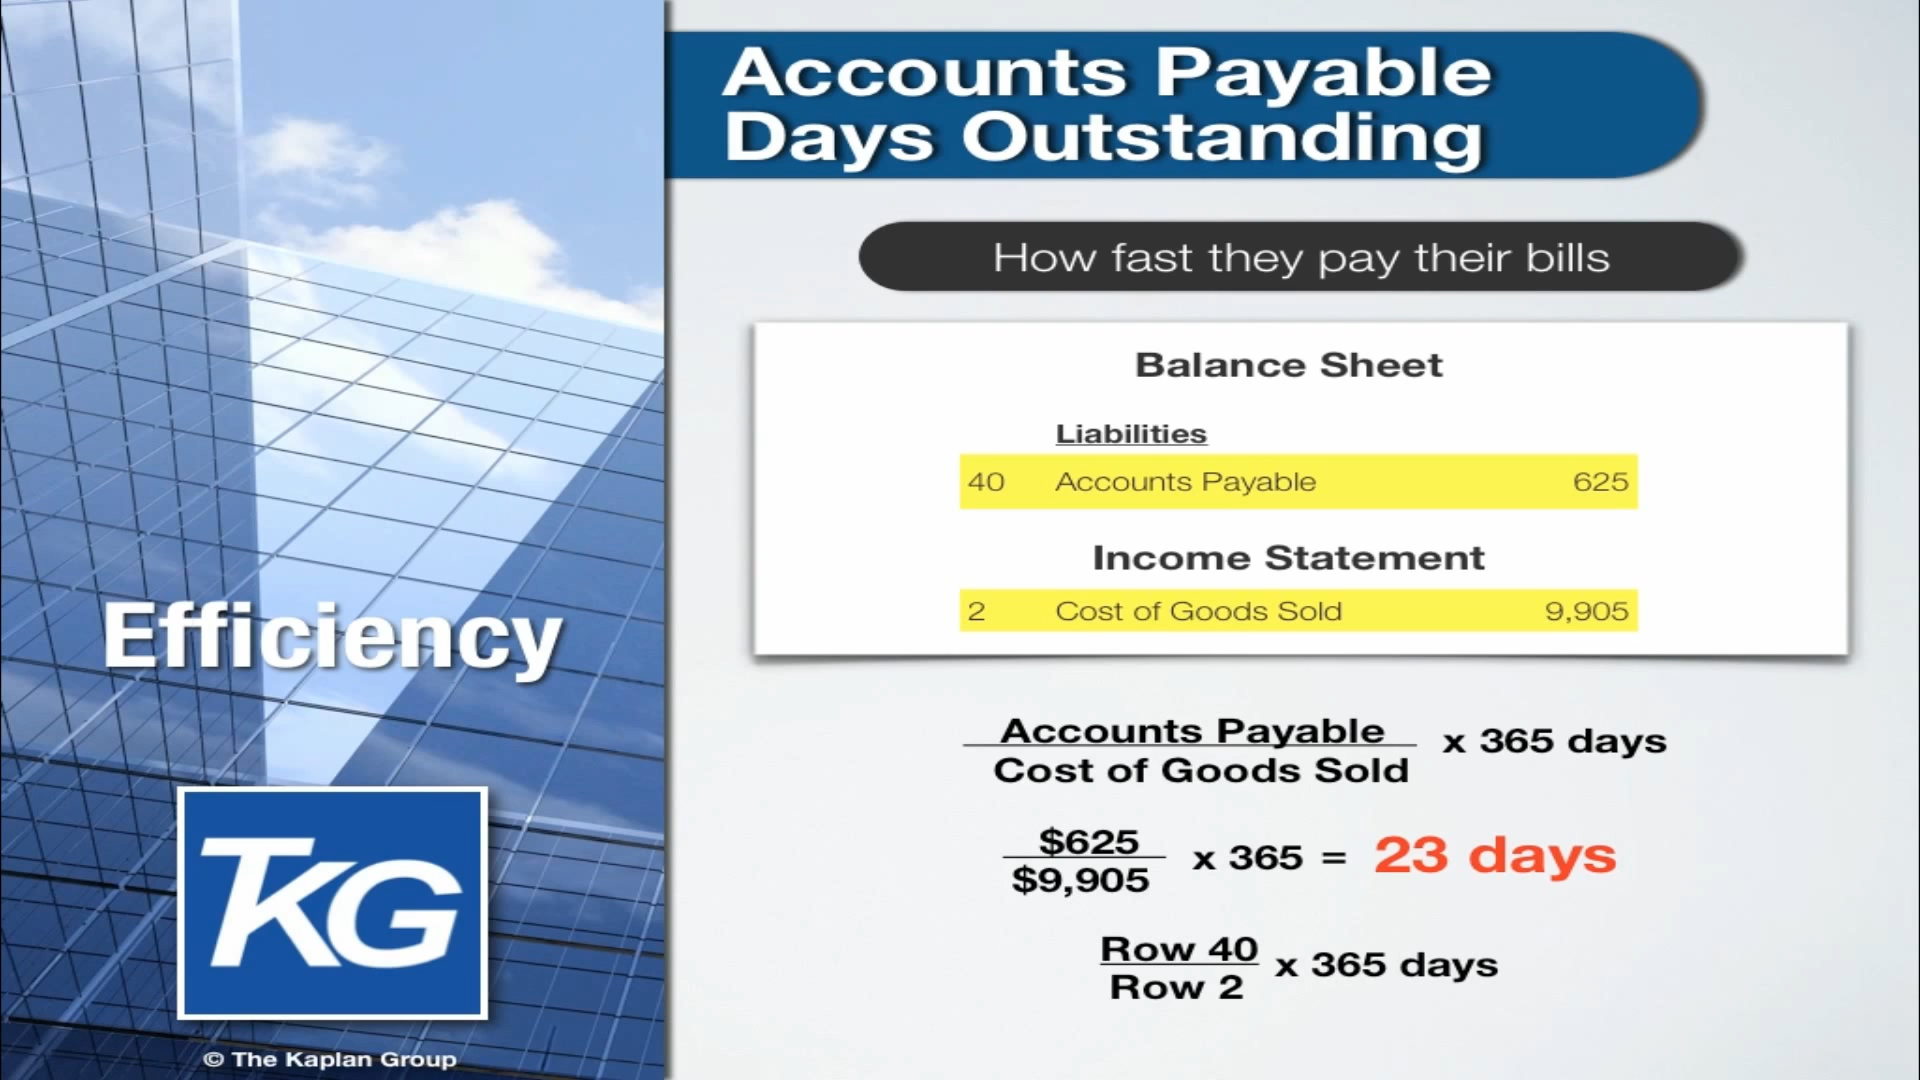 Accounts Payable
Days Outstanding
How fast they pay their bills
Balance Sheet
Liabilities
40 Accounts Payable 625
Income Statement
2 Cost of Goods Sold 9,905
Accounts Payable
Cost of Goods Sold
x 365 days
$625
$9,905
x 365 = 23 days
Row 40
Row 2
x 365 days
Efficiency
TKG
© The Kaplan Group